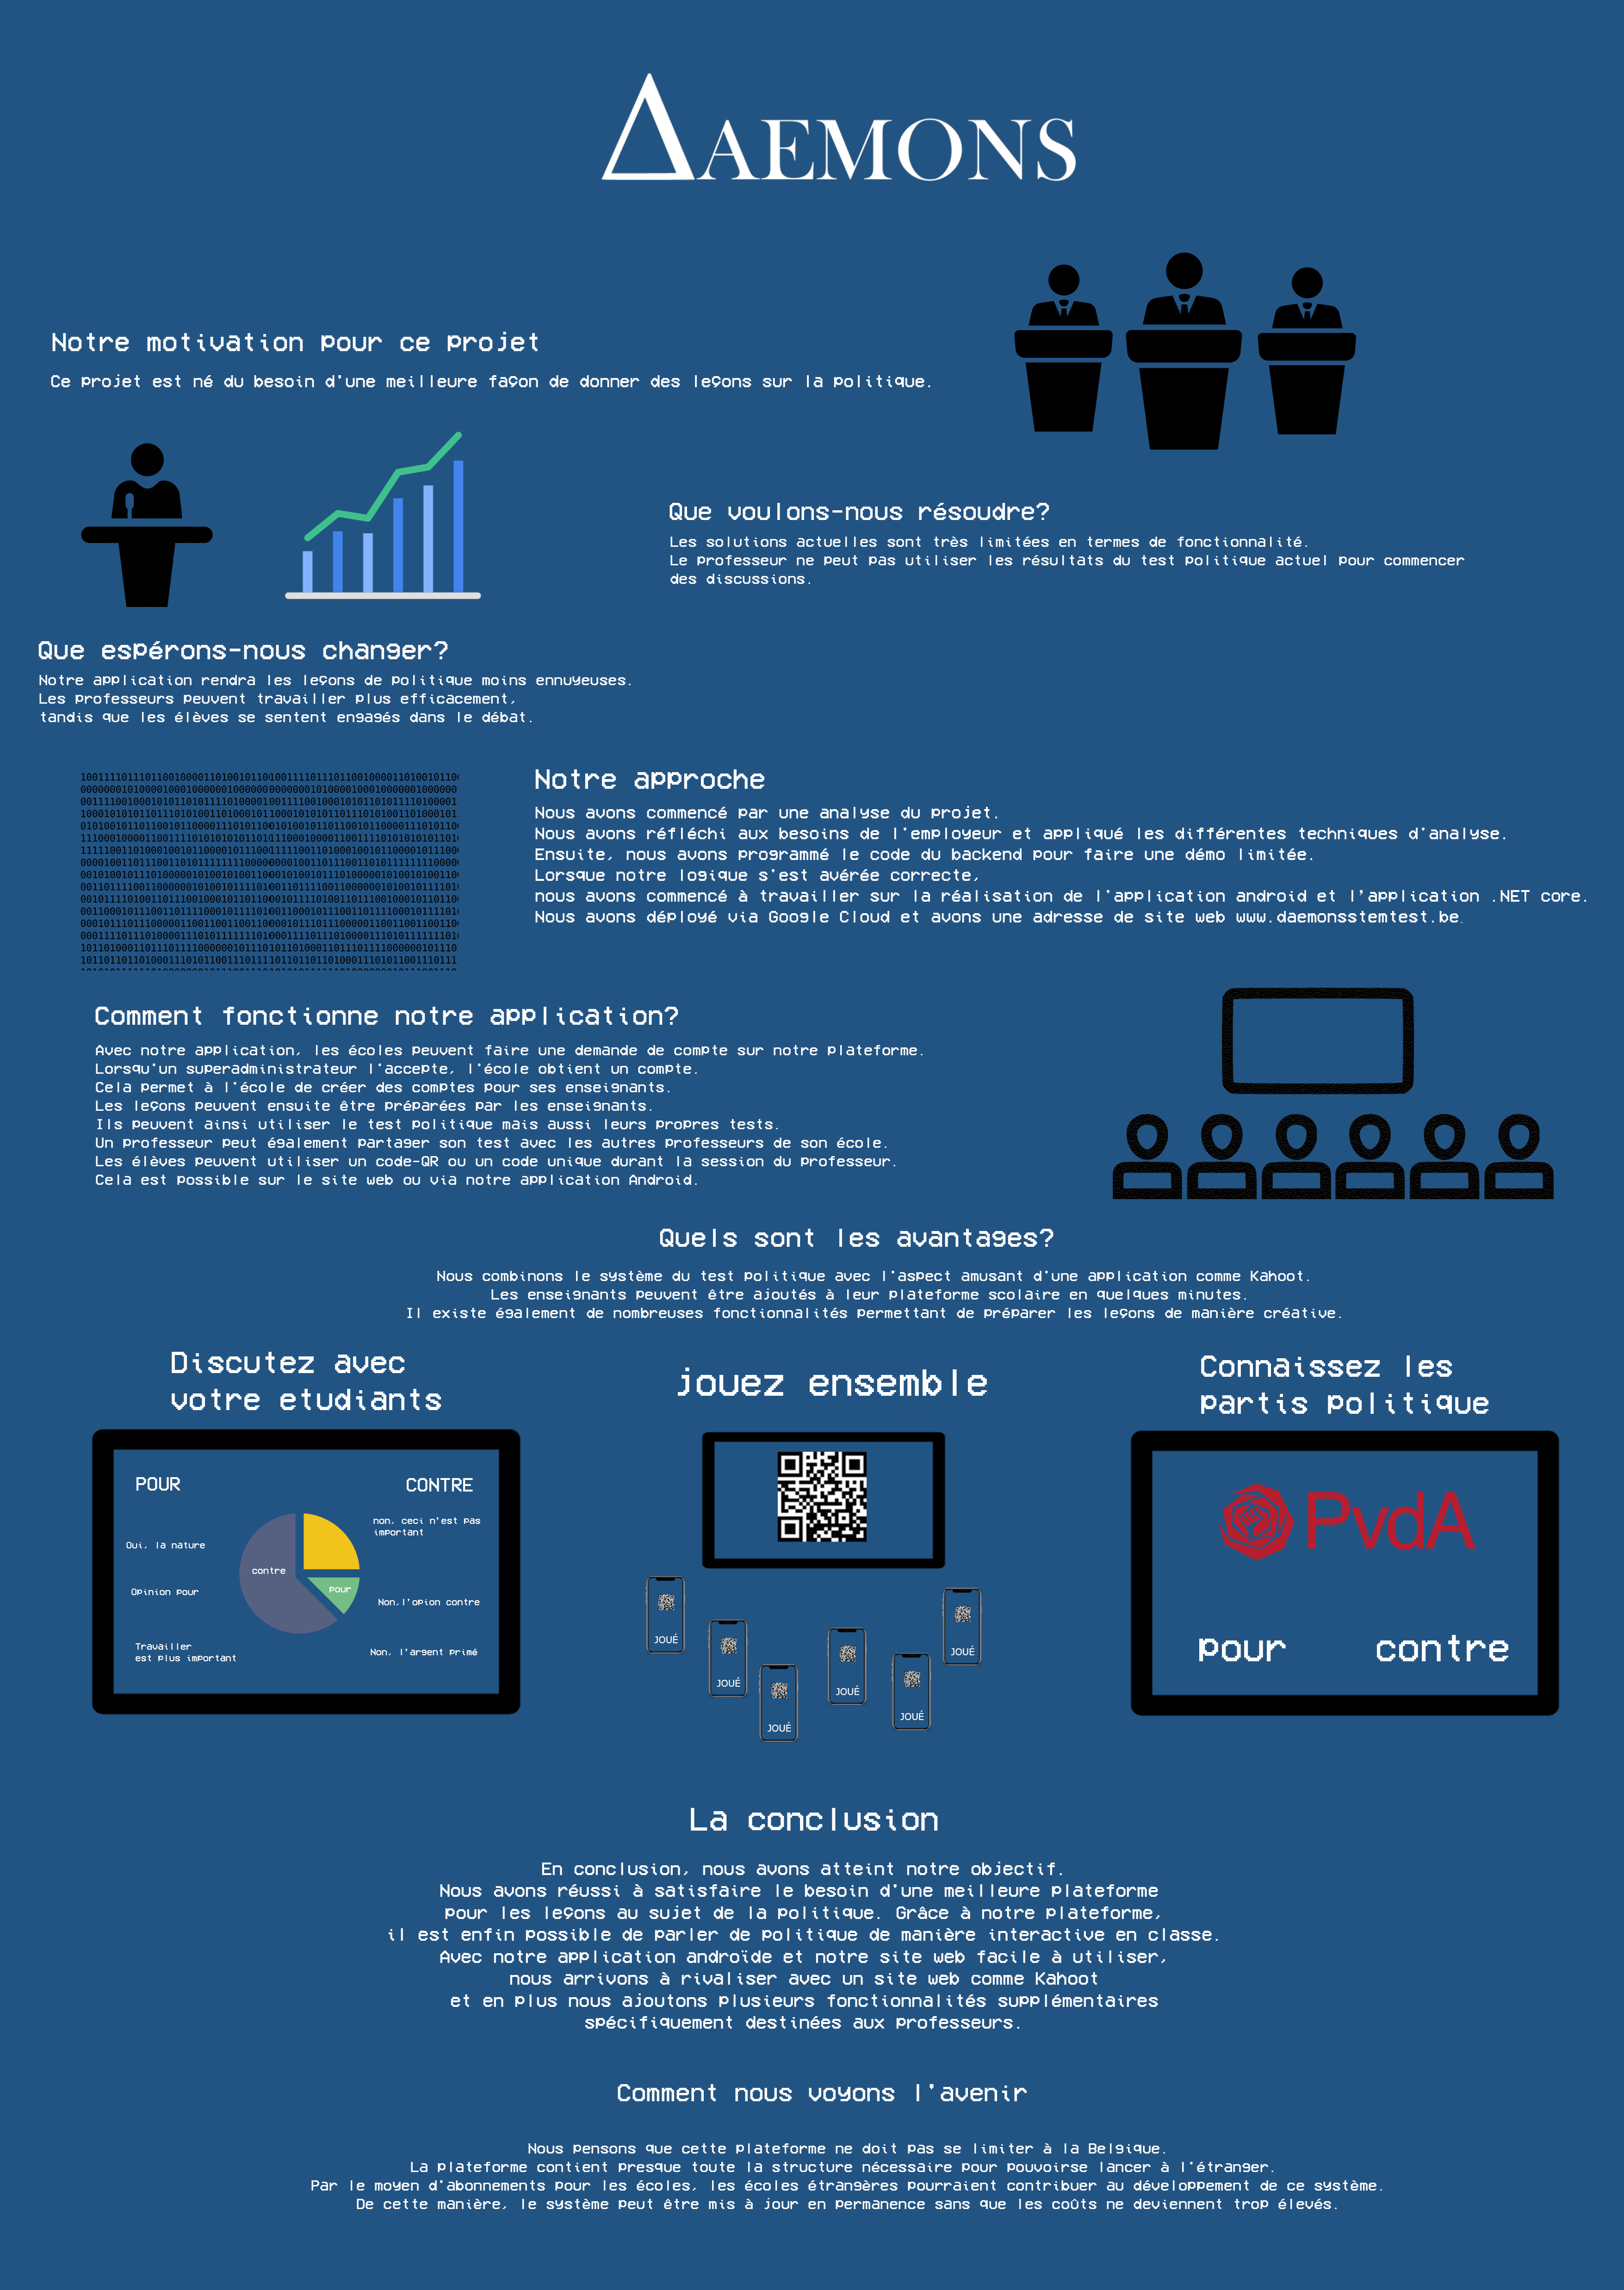 ΔAEMONS
Notre motivation pour ce projet
Ce projet est né du besoin d'une meilleure façon de donner des leçons sur la politique.
Que voulons-nous résoudre?
Les solutions actuelles sont très limitées en termes de fonctionnalité.
Le professeur ne peut pas utiliser les résultats du test politique actuel pour commencer
des discussions.
Que espérons-nous changer?
Notre application rendra les leçons de politique moins ennuyeuses.
Les professeurs peuvent travailler plus efficacement,
tandis que les élèves se sentent engagés dans le débat.
Notre approche
Nous avons commencé par une analyse du projet.
Nous avons réfléchi aux besoins de l'employeur et appliqué les différentes techniques d'analyse.
Ensuite, nous avons programmé le code du backend pour faire une démo limitée.
Lorsque notre logique s'est avérée correcte,
nous avons commencé à travailler sur la réalisation de l'application android et l'application .NET core.
Nous avons déployé via Google Cloud et avons une adresse de site web www.daemonsstemtest.be.
Comment fonctionne notre application?
Avec notre application, les écoles peuvent faire une demande de compte sur notre plateforme.
Lorsqu'un superadministrateur l'accepte, l'école obtient un compte.
Cela permet à l'école de créer des comptes pour ses enseignants.
Les leçons peuvent ensuite être préparées par les enseignants.
Ils peuvent ainsi utiliser le test politique mais aussi leurs propres tests.
Un professeur peut également partager son test avec les autres professeurs de son école.
Les élèves peuvent utiliser un code-QR ou un code unique durant la session du professeur.
Cela est possible sur le site web ou via notre application Android.
Quels sont les avantages?
Nous combinons le système du test politique avec l'aspect amusant d'une application comme Kahoot.
Les enseignants peuvent être ajoutés à leur plateforme scolaire en quelques minutes.
Il existe également de nombreuses fonctionnalités permettant de préparer les leçons de manière créative.
Discutez avec
votre etudiants
POUR
CONTRE
Oui, la nature
Opinion pour
Travailler
est plus important
contre
pour
non, ceci n'est pas
important
Non,l'opion contre
Non, l'argent primé
jouez ensemble
JOUÉ
JOUÉ
JOUÉ
JOUÉ
JOUÉ
JOUÉ
Connaissez les
partis politique
PvdA
pour
contre
La conclusion
En conclusion, nous avons atteint notre objectif.
Nous avons réussi à satisfaire le besoin d'une meilleure plateforme
pour les leçons au sujet de la politique. Grâce à notre plateforme,
il est enfin possible de parler de politique de manière interactive en classe.
Avec notre application androïde et notre site web facile à utiliser,
nous arrivons à rivaliser avec un site web comme Kahoot
et en plus nous ajoutons plusieurs fonctionnalités supplémentaires
spécifiquement destinées aux professeurs.
Comment nous voyons l'avenir
Nous pensons que cette plateforme ne doit pas se limiter à la Belgique.
La plateforme contient presque toute la structure nécessaire pour pouvoirse lancer à l'étranger.
Par le moyen d'abonnements pour les écoles, les écoles étrangères pourraient contribuer au développement de ce système.
De cette manière, le système peut être mis à jour en permanence sans que les coûts ne deviennent trop élevés.